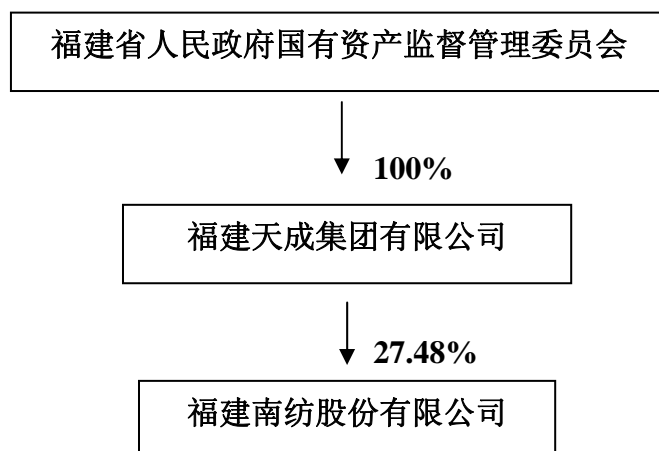 福建省人民政府国有资产监督管理委员会
100%
福建天成集团有限公司
27.48%
福建南纺股份有限公司